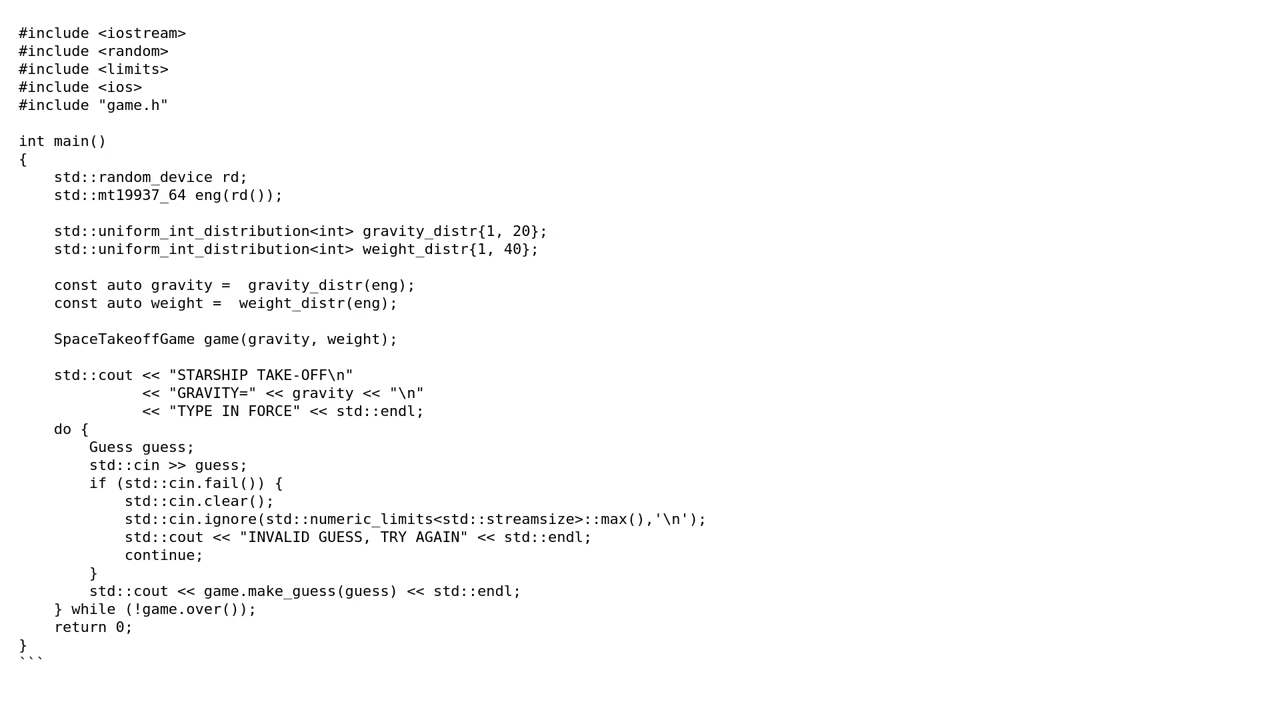 #include <iostream>
#include <random>
#include <limits>
#include <ios>
#include "game.h"

int main()
{
    std::random_device rd;
    std::mt19937_64 eng(rd());

    std::uniform_int_distribution<int> gravity_distr{1, 20};
    std::uniform_int_distribution<int> weight_distr{1, 40};

    const auto gravity =  gravity_distr(eng);
    const auto weight =  weight_distr(eng);

    SpaceTakeoffGame game(gravity, weight);

    std::cout << "STARSHIP TAKE-OFF\n"
              << "GRAVITY=" << gravity << "\n"
              << "TYPE IN FORCE" << std::endl;
    do {
        Guess guess;
        std::cin >> guess;
        if (std::cin.fail()) {
            std::cin.clear();
            std::cin.ignore(std::numeric_limits<std::streamsize>::max(),'\n');
            std::cout << "INVALID GUESS, TRY AGAIN" << std::endl;
            continue;
        }
        std::cout << game.make_guess(guess) << std::endl;
    } while (!game.over());
    return 0;
}
```